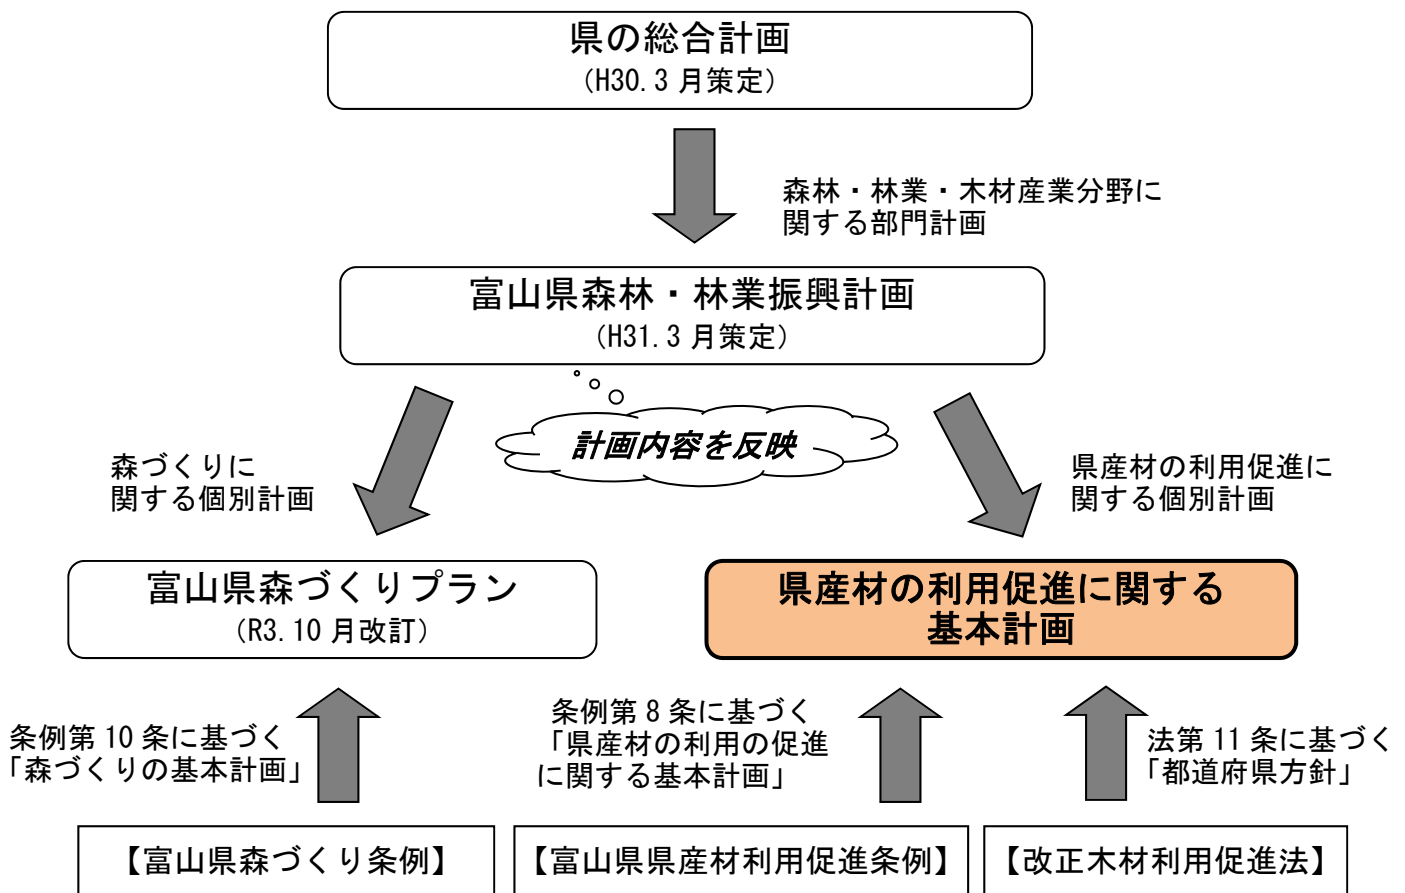 県の総合計画
（H30.3 月策定）
森林・林業・木材産業分野に
関する部門計画
富山県森林・林業振興計画
（H31.3 月策定）
計画内容を反映
森づくりに
関する個別計画
県産材の利用促進に
関する個別計画
富山県森づくりプラン
（R3.10 月改訂）
県産材の利用促進に関する
基本計画
条例第 10 条に基づく
「森づくりの基本計画」
条例第 8 条に基づく
「県産材の利用の促進
に関する基本計画」
法第 11 条に基づく
「都道府県方針」
【富山県森づくり条例】
【富山県県産材利用促進条例】
【改正木材利用促進法】